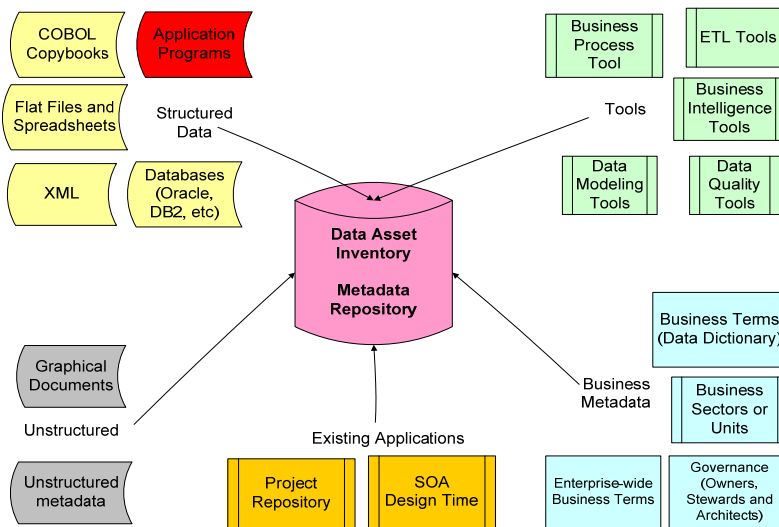 COBOL
Copybooks
Application
Programs
Flat Files and
Spreadsheets
Structured
Data
XML
Databases
(Oracle,
DB2, etc)
Business
Process
Tool
ETL Tools
Tools
Business
Intelligence
Tools
Data
Modeling
Tools
Data
Quality
Tools
Data Asset
Inventory
Metadata
Repository
Graphical
Documents
Unstructured
Unstructured
metadata
Existing Applications
Project
Repository
SOA
Design Time
Business Terms
(Data Dictionary)
Business
Metadata
Business
Sectors or
Units
Enterprise-wide
Business Terms
Governance
(Owners,
Stewards and
Architects)